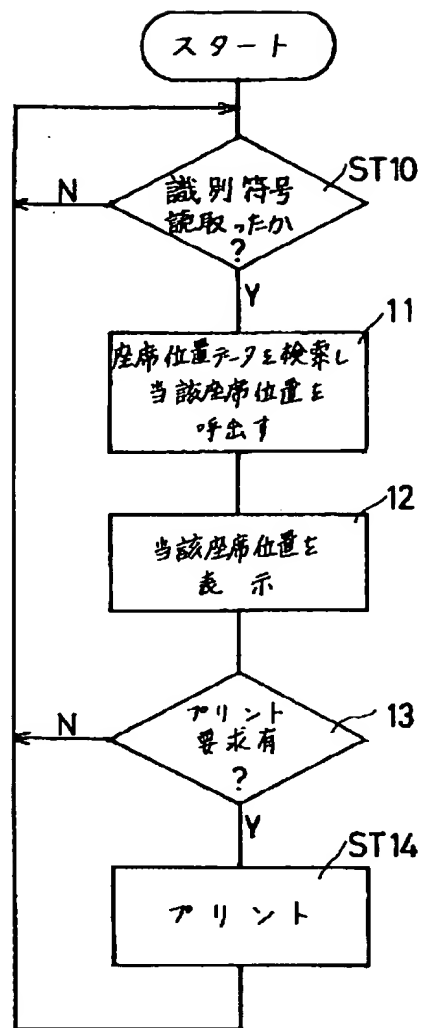 スタート
ST10
識別符号
読取ったか
?
N
Y
11
座席位置データを検索し
当該座席位置を
呼出す
12
当該座席位置を
表示
13
プリント
要求有
?
N
Y
ST14
プリント